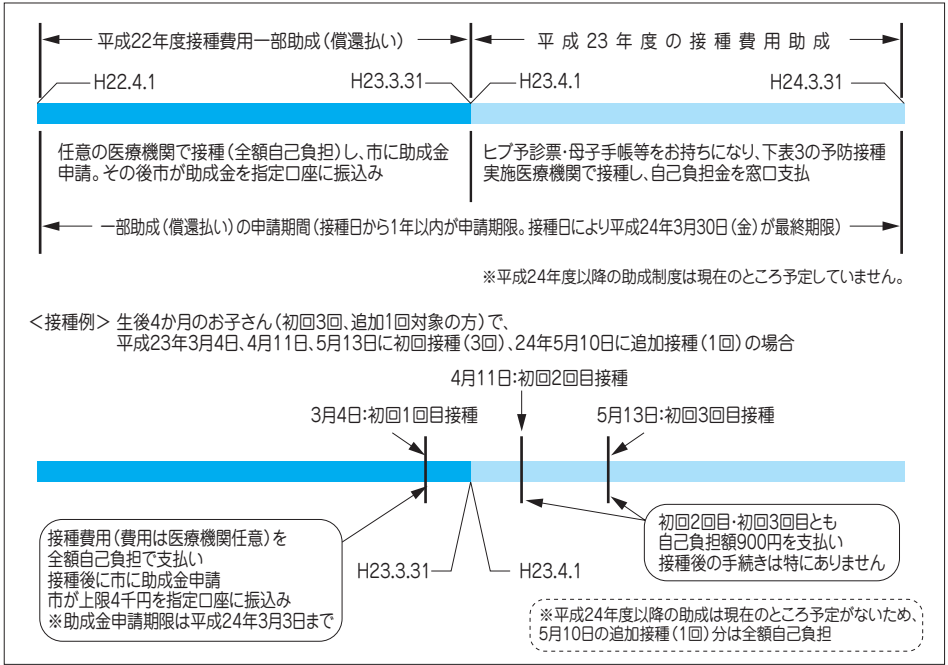 平成22年度接種費用一部助成（償還払い）
平成23年度の接種費用助成
H22.4.1
H23.3.31
H23.4.1
H24.3.31
任意の医療機関で接種（全額自己負担）し、市に助成金
申請。その後市が助成金を指定口座に振込み
ヒブ予診票・母子手帳等をお持ちになり、下表3の予防接種
実施医療機関で接種し、自己負担金を窓口支払
一部助成（償還払い）の申請期間（接種日から1年以内が申請期限。接種日により平成24年3月30日（金）が最終期限）
※平成24年度以降の助成制度は現在のところ予定していません。
＜接種例＞ 生後4か月のお子さん（初回3回、追加1回対象の方）で、
平成23年3月4日、4月11日、5月13日に初回接種（3回）、24年5月10日に追加接種（1回）の場合
4月11日：初回2回目接種
3月4日：初回1回目接種
5月13日：初回3回目接種
接種費用（費用は医療機関任意）を
全額自己負担で支払い
接種後に市に助成金申請
市が上限4千円を指定口座に振込み
※助成金申請期限は平成24年3月3日まで
H23.3.31
H23.4.1
初回2回目・初回3回目とも
自己負担額900円を支払い
接種後の手続きは特にありません
※平成24年度以降の助成は現在のところ予定がないため、
5月10日の追加接種（1回）分は全額自己負担